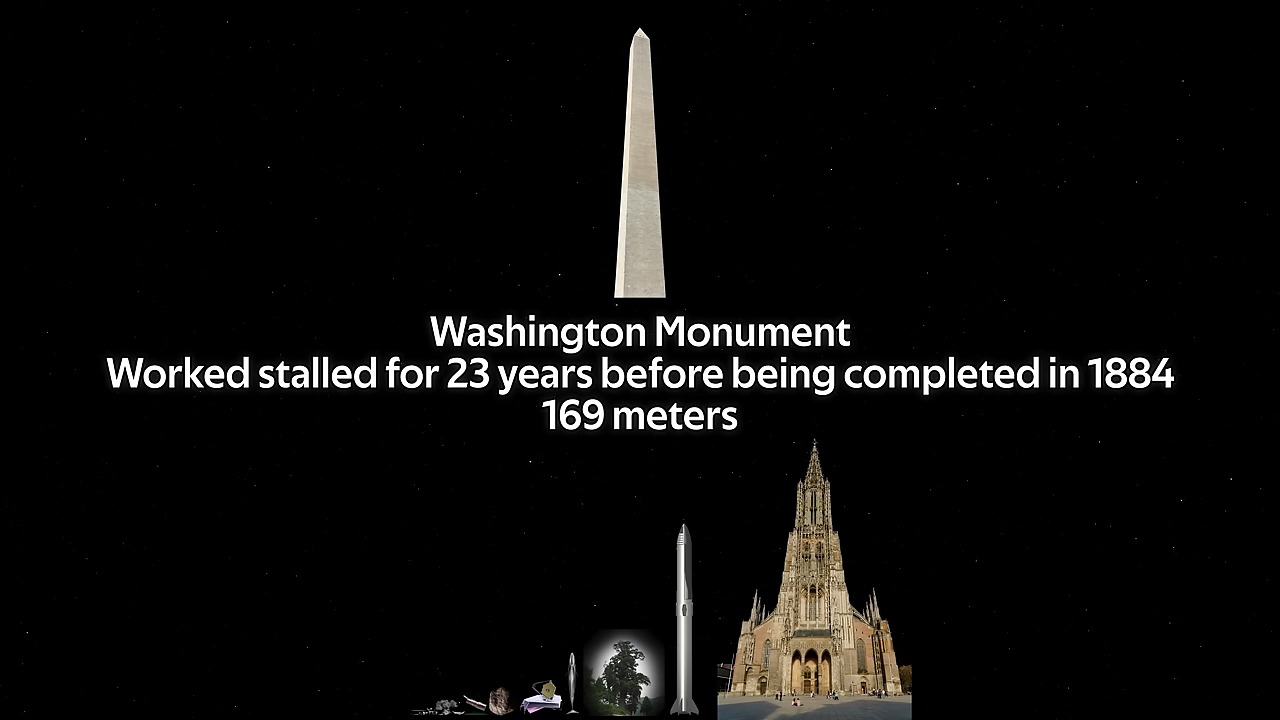 Washington Monument
Worked stalled for 23 years before being completed in 1884
169 meters